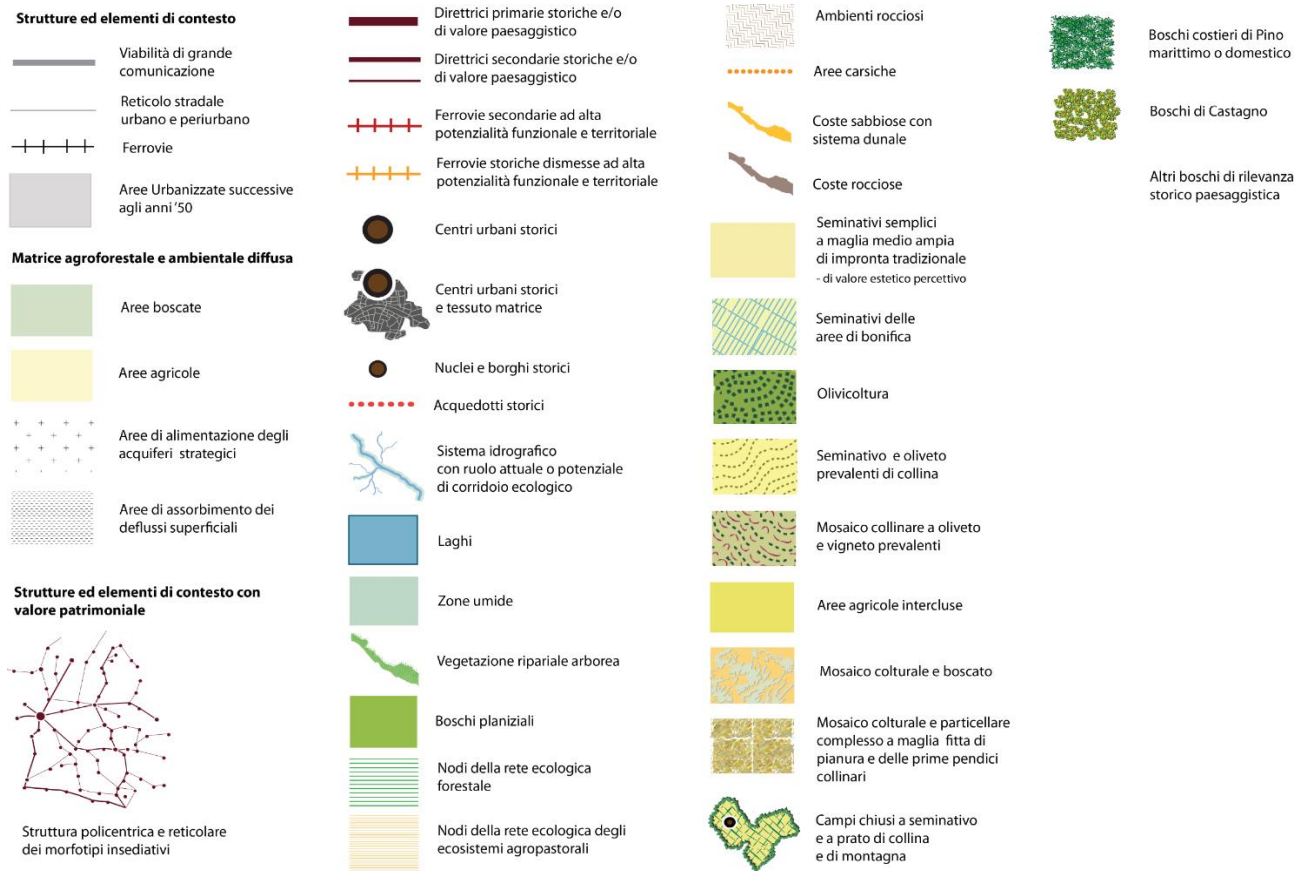 Strutture ed elementi di contesto
Viabilità di grande
comunicazione
Reticolo stradale
urbano e periurbano
Ferrovie
Aree Urbanizzate successive
agli anni '50
Matrice agroforestale e ambientale diffusa
Aree boscate
Aree agricole
Aree di alimentazione degli
acquiferi strategici
Aree di assorbimento dei
deflussi superficiali
Strutture ed elementi di contesto con
valore patrimoniale
Struttura policentrica e reticolare
dei morfotipi insediativi
Direttrici primarie storiche e/o
di valore paesaggistico
Direttrici secondarie storiche e/o
di valore paesaggistico
Ferrovie secondarie ad alta
potenzialità funzionale e territoriale
Ferrovie storiche dismesse ad alta
potenzialità funzionale e territoriale
Centri urbani storici
Centri urbani storici
e tessuto matrice
Nuclei e borghi storici
Acquedotti storici
Sistema idrografico
con ruolo attuale o potenziale
di corridoio ecologico
Laghi
Zone umide
Vegetazione ripariale arborea
Boschi planiziali
Nodi della rete ecologica
forestale
Nodi della rete ecologica degli
ecosistemi agropastorali
Ambienti rocciosi
Aree carsiche
Coste sabbiose con
sistema dunale
Coste rocciose
Seminativi semplici
a maglia medio ampia
di impronta tradizionale
- di valore estetico percettivo
Seminativi delle
aree di bonifica
Olivicoltura
Seminativo e oliveto
prevalenti di collina
Mosaico collinare a oliveto
e vigneto prevalenti
Aree agricole intercluse
Mosaico colturale e boscato
Mosaico colturale e particellare
complesso a maglia fitta di
pianura e delle prime pendici
collinari
Campi chiusi a seminativo
e a prato di collina
e di montagna
Boschi costieri di Pino
marittimo o domestico
Boschi di Castagno
Altri boschi di rilevanza
storico paesaggistica